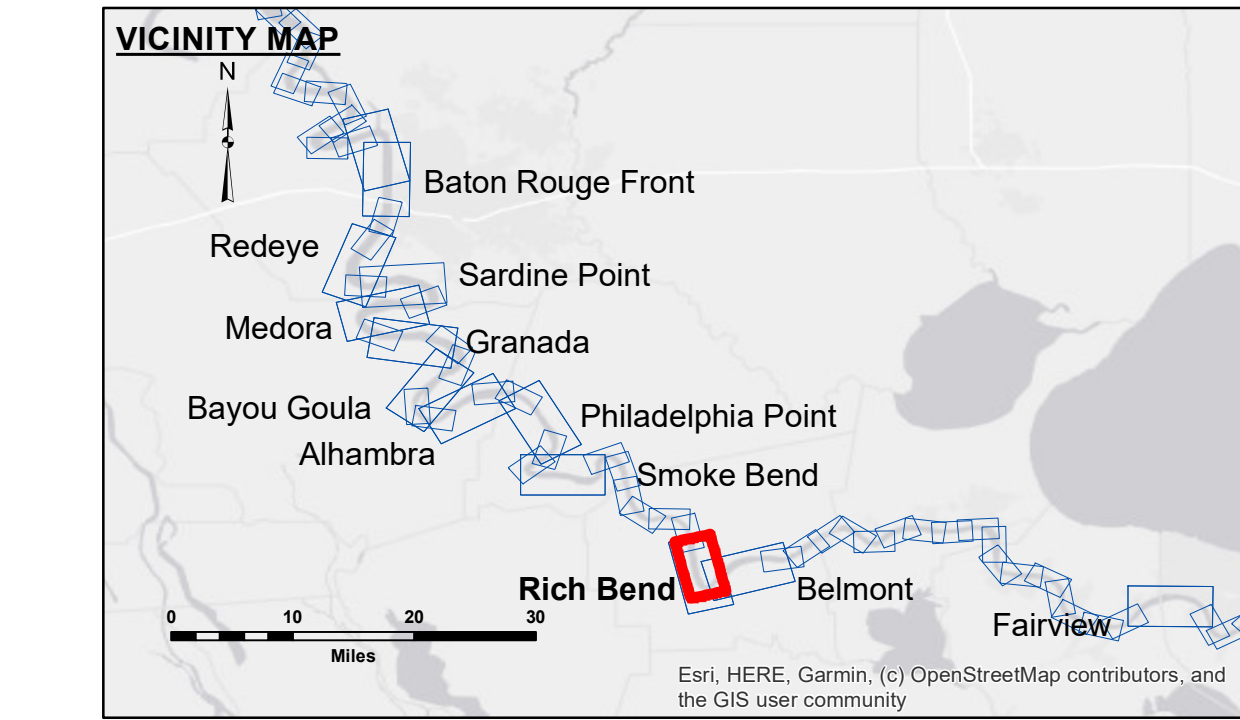 VICINITY MAP
N
Baton Rouge Front
Redeye
Sardine Point
Medora
Granada
Bayou Goula
Philadelphia Point
Alhambra
Smoke Bend
Rich Bend
Belmont
Fairview
0 10 20 30
Miles
Esri, HERE, Garmin, (c) OpenStreetMap contributors, and
the GIS user community